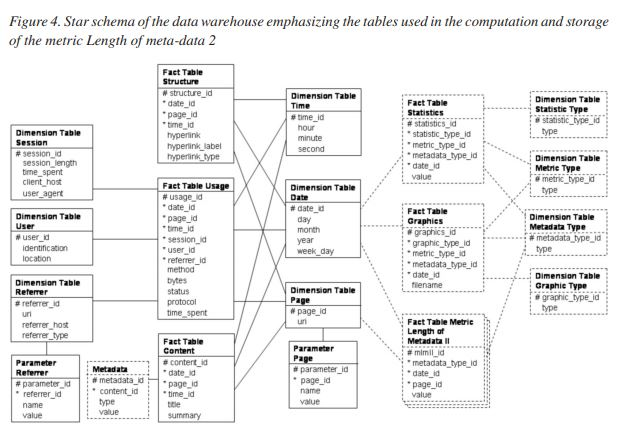 Figure 4. Star schema of the data warehouse emphasizing the tables used in the computation and storage
of the metric Length of meta-data 2
Dimension Table
Session
# session_id
session_length
time_spent
client_host
user_agent
Dimension Table
User
# user_id
identification
location
Dimension Table
Referrer
# referrer_id
uri
referrer_host
referrer_type
Parameter
Referrer
# parameter_id
* referrer_id
name
value
Metadata
# metadata_id
* content_id
type
value
Fact Table
Structure
# structure_id
* date_id
* page_id
* time_id
hyperlink
hyperlink_label
hyperlink_type
Fact Table Usage
# usage_id
* date_id
* page_id
* time_id
* session_id
* user_id
* referrer_id
method
bytes
status
protocol
time_spent
Fact Table
Content
# content_id
* date_id
* page_id
* time_id
title
summary
Dimension Table
Time
# time_id
hour
minute
second
Dimension Table
Date
# date_id
day
month
year
week_day
Dimension Table
Page
# page_id
uri
Parameter
Page
# parameter_id
* page_id
name
value
Fact Table
Statistics
# statistics_id
* statistic_type_id
* metric_type_id
* metadata_type_id
* date_id
value
Fact Table
Graphics
# graphics_id
* graphic_type_id
* metric_type_id
* metadata_type_id
* date_id
filename
Fact Table Metric
Length of
Metadata II
# mlmII_id
* metadata_type_id
* date_id
* page_id
value
Dimension Table
Statistic Type
# statistic_type_id
type
Dimension Table
Metric Type
# metric_type_id
type
Dimension Table
Metadata Type
# metadata_type_id
type
Dimension Table
Graphic Type
# graphic_type_id
type